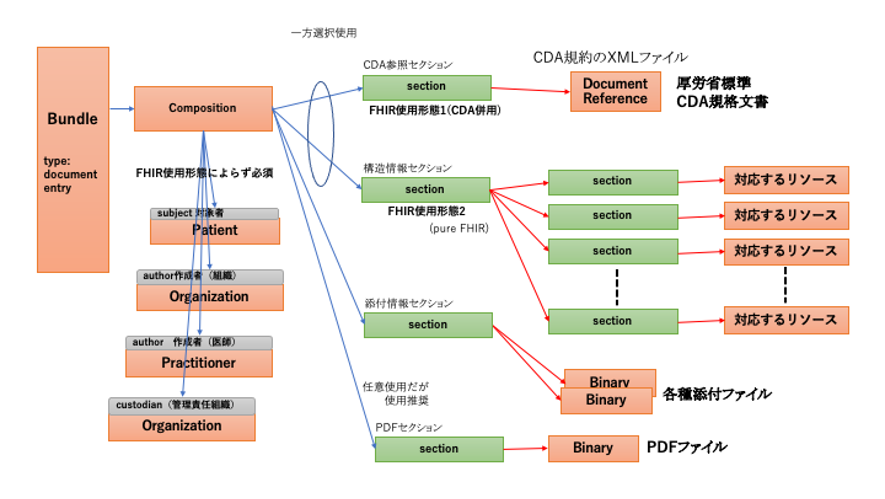 一方選択使用
CDA参照セクション
CDA規約のXMLファイル
Bundle
type:
document
entry
Composition
section
FHIR使用形態1(CDA併用)
Document
Reference
厚労省標準
CDA規格文書
FHIR使用形態によらず必須
構造情報セクション
section
FHIR使用形態2
(pure FHIR)
section
対応するリソース
section
対応するリソース
section
対応するリソース
section
対応するリソース
subject 対象者
Patient
author作成者（組織）
Organization
author 作成者（医師）
Practitioner
custodian（管理責任組織）
Organization
添付情報セクション
section
Binary
Binary
各種添付ファイル
任意使用だが
使用推奨
PDFセクション
section
Binary
PDFファイル